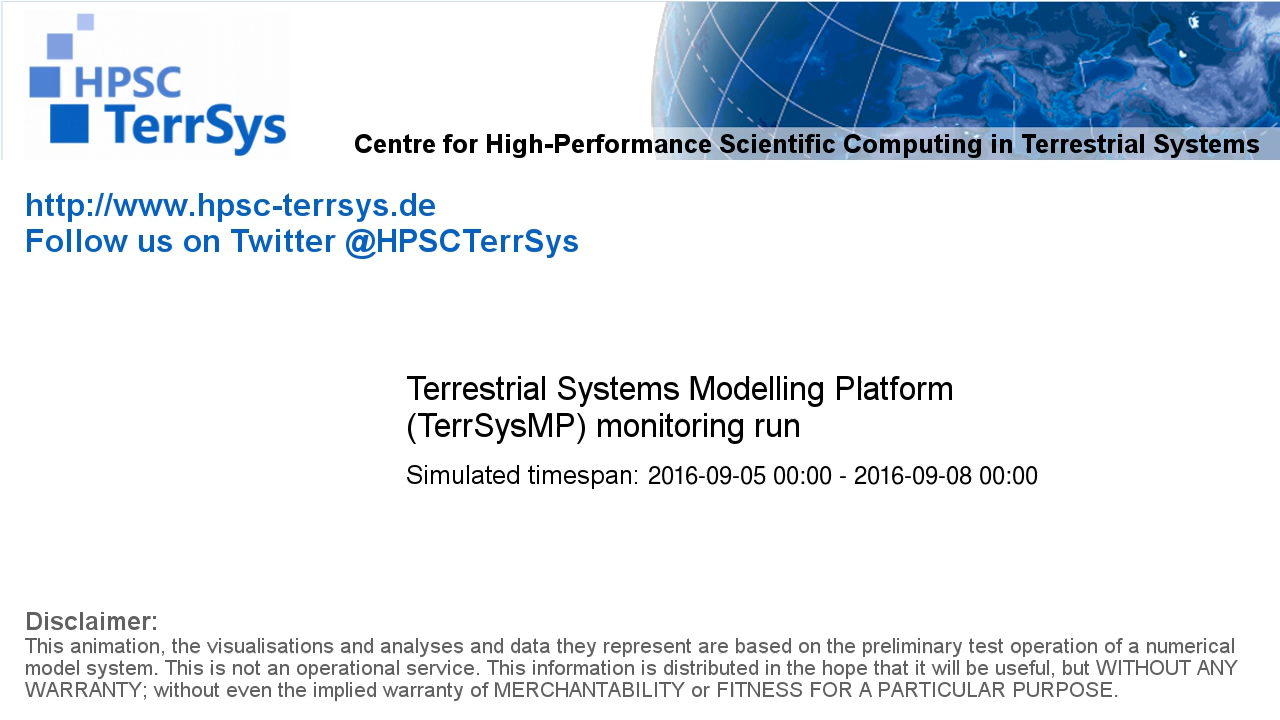 HPSC
TerrSys
Centre for High-Performance Scientific Computing in Terrestrial Systems
http://www.hpsc-terrsys.de
Follow us on Twitter @HPSCTerrSys
Terrestrial Systems Modelling Platform
(TerrSysMP) monitoring run
Simulated timespan: 2016-09-05 00:00 - 2016-09-08 00:00
Disclaimer:
This animation, the visualisations and analyses and data they represent are based on the preliminary test operation of a numerical
model system. This is not an operational service. This information is distributed in the hope that it will be useful, but WITHOUT ANY
WARRANTY; without even the implied warranty of MERCHANTABILITY or FITNESS FOR A PARTICULAR PURPOSE.